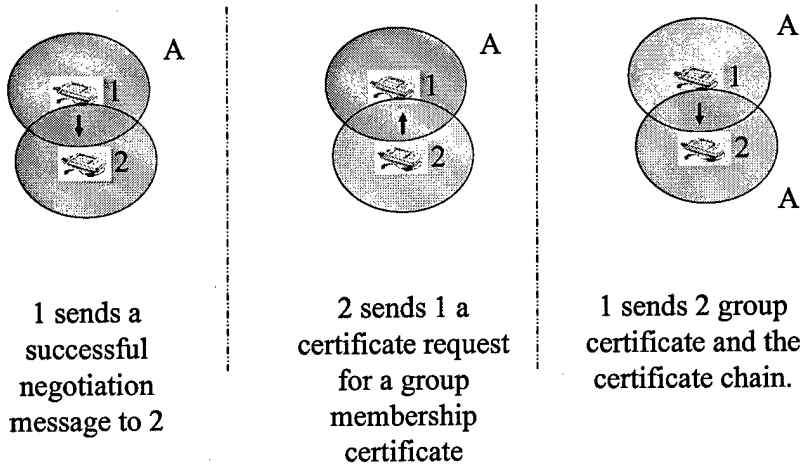 A
1
2
1 sends a
successful
negotiation
message to 2
A
1
2
2 sends 1 a
certificate request
for a group
membership
certificate
A
1
2
A
1 sends 2 group
certificate and the
certificate chain.